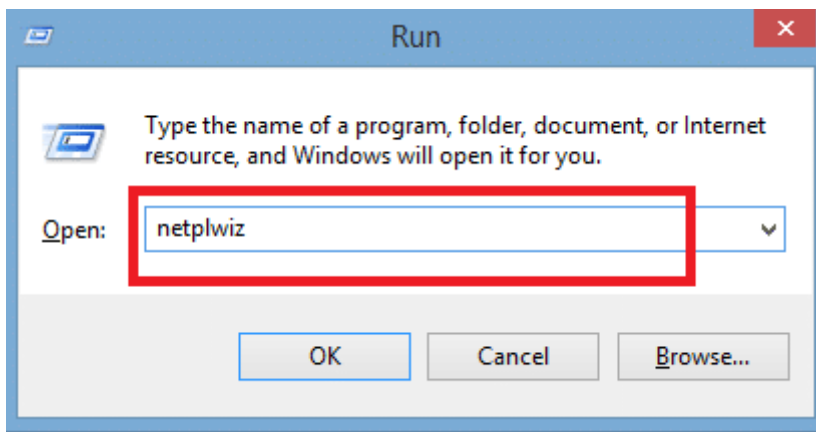 Run
Type the name of a program, folder, document, or Internet
resource, and Windows will open it for you.
Open: netplwiz
OK Cancel Browse...